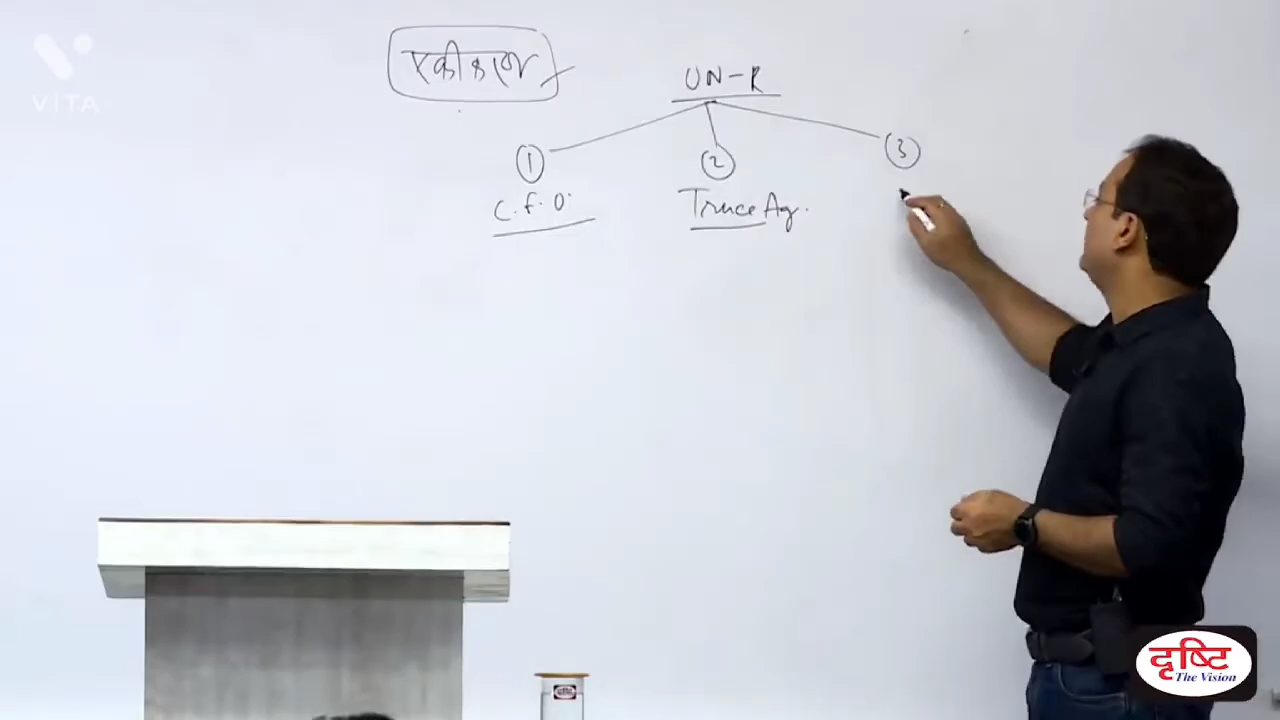 VITA
एकीकरण
UN-R
① ② ③
C.F.O.
Truce Ag.
दृष्टि
The Vision